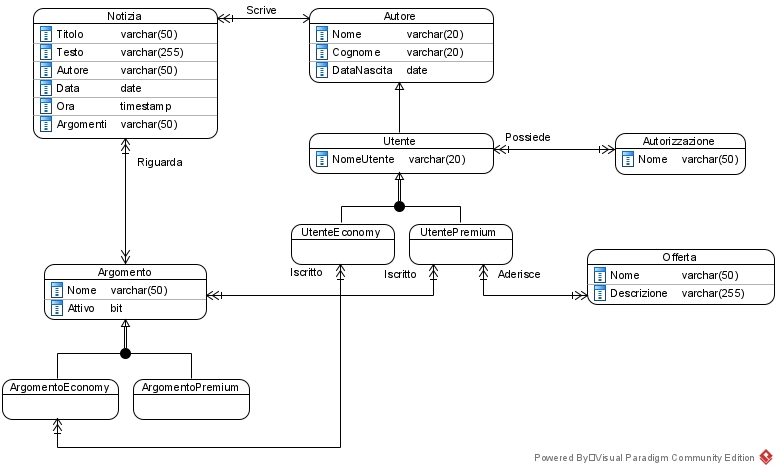 Notizia
Titolo varchar(50)
Testo varchar(255)
Autore varchar(50)
Data date
Ora timestamp
Argomenti varchar(50)
Scrive
Autore
Nome varchar(20)
Cognome varchar(20)
DataNascita date
Utente
NomeUtente varchar(20)
Possiede
Autorizzazione
Nome varchar(50)
Riguarda
UtenteEconomy
UtentePremium
Iscritto
Iscritto
Aderisce
Offerta
Nome varchar(50)
Descrizione varchar(255)
Argomento
Nome varchar(50)
Attivo bit
ArgomentoEconomy
ArgomentoPremium
Powered By Visual Paradigm Community Edition